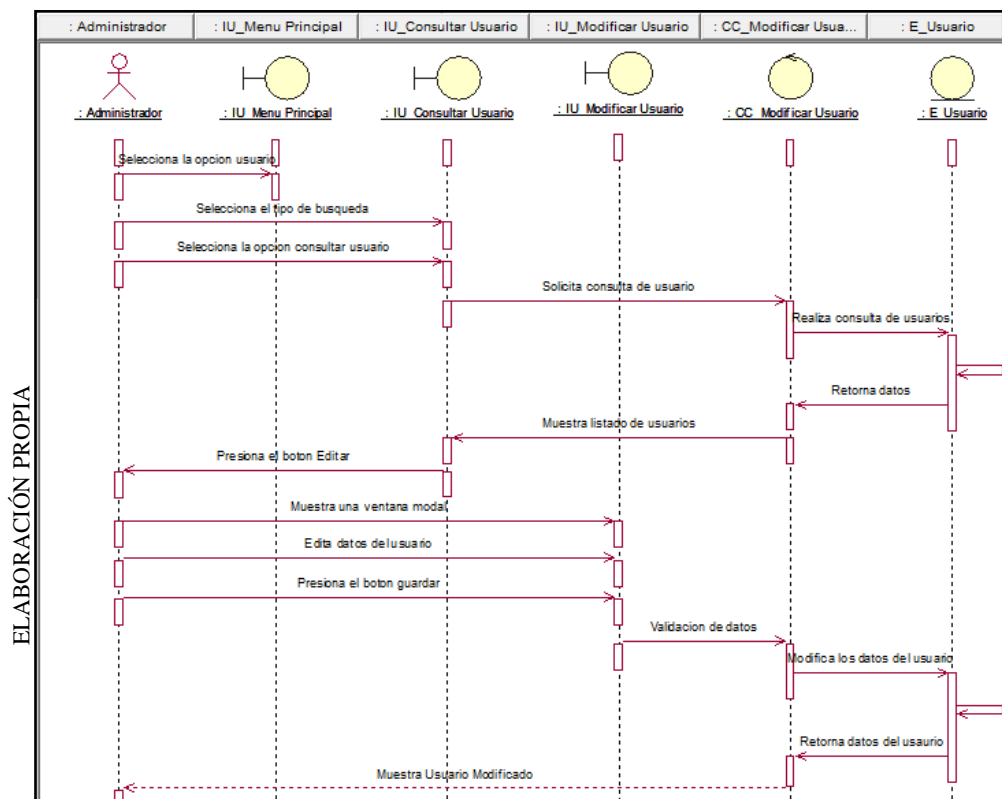 : Administrador
: IU_Menu Principal
: IU_Consultar Usuario
: IU_Modificar Usuario
: CC_Modificar Usua...
: E_Usuario
: Administrador
: IU_Menu Principal
: IU_Consultar Usuario
: IU_Modificar Usuario
: CC_Modificar Usuario
: E_Usuario
Selecciona la opcion usuario
Selecciona el tipo de busqueda
Selecciona la opcion consultar usuario
Solicita consulta de usuario
Realiza consulta de usuarios
Retorna datos
Muestra listado de usuarios
Presiona el boton Editar
Muestra una ventana modal
Edita datos del usuario
Presiona el boton guardar
Validacion de datos
Modifica los datos del usuario
Retorna datos del usaurio
Muestra Usuario Modificado
ELABORACIÓN PROPIA